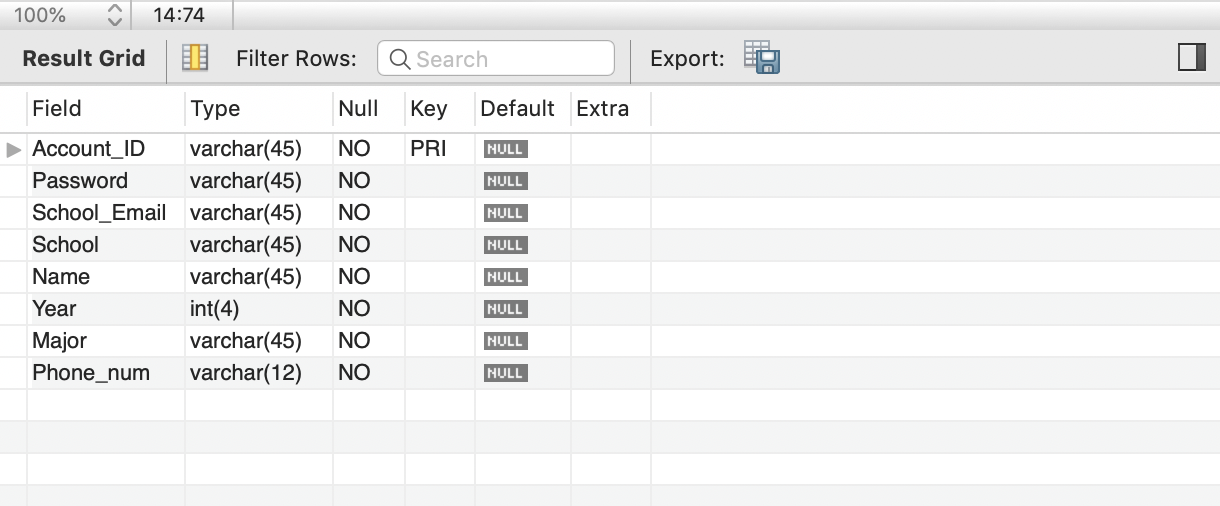 100% 14:74
Result Grid Filter Rows: Search Export:
Field Type Null Key Default Extra
Account_ID varchar(45) NO PRI NULL
Password varchar(45) NO NULL
School_Email varchar(45) NO NULL
School varchar(45) NO NULL
Name varchar(45) NO NULL
Year int(4) NO NULL
Major varchar(45) NO NULL
Phone_num varchar(12) NO NULL